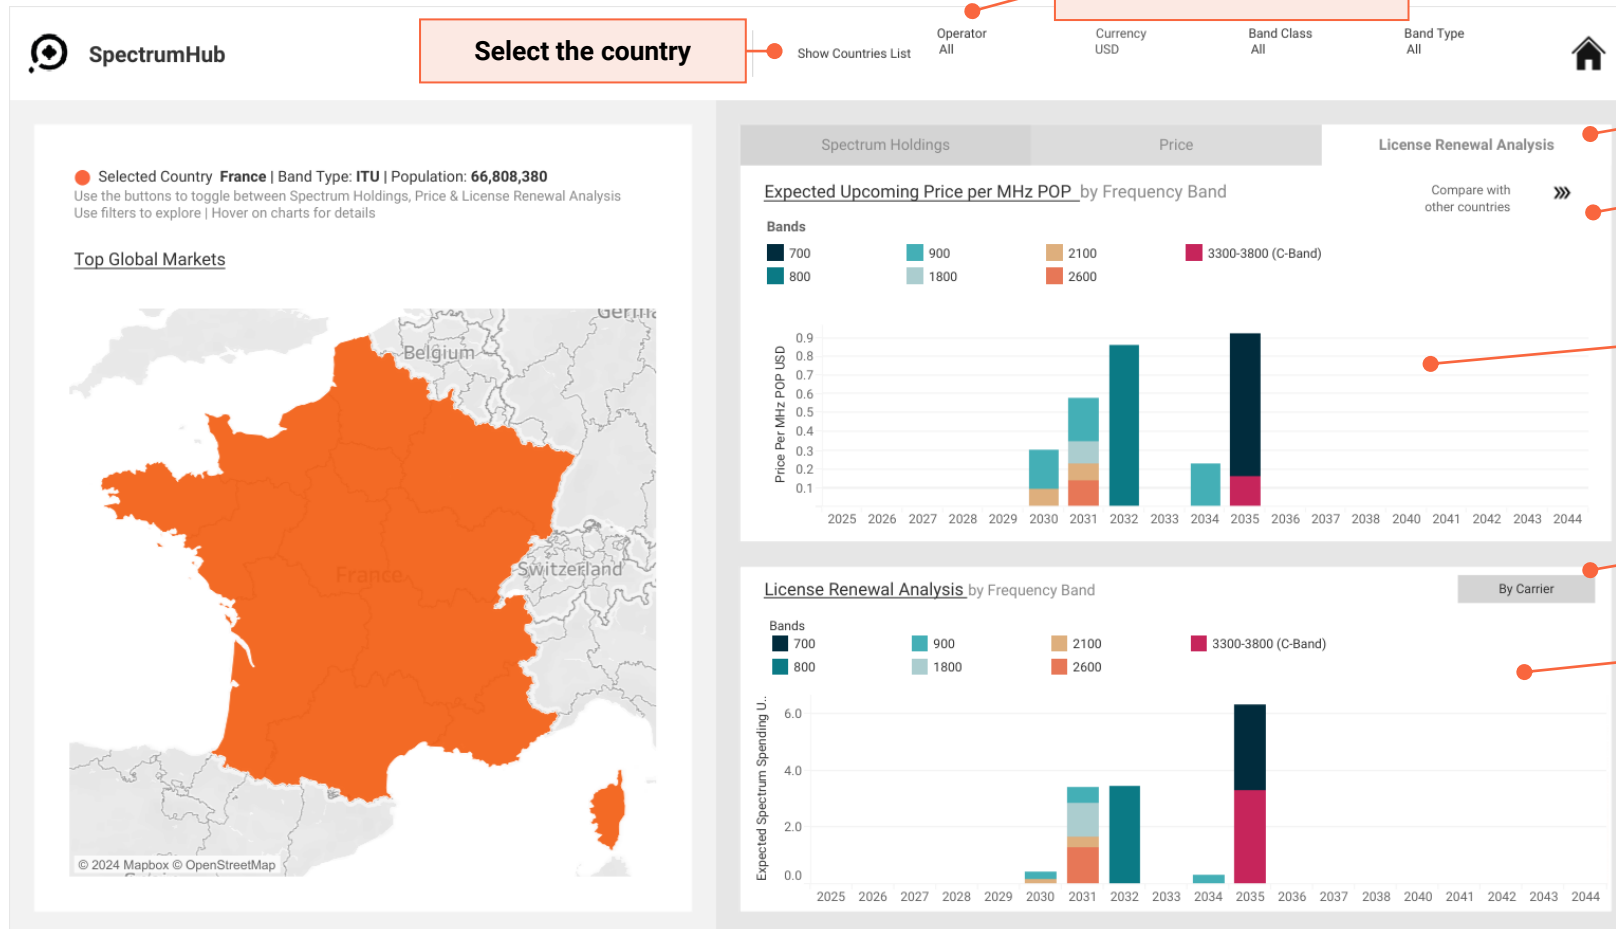 SpectrumHub
Select the country
Show Countries List
Operator
All
Currency
USD
Band Class
All
Band Type
All
Selected Country France | Band Type: ITU | Population: 66,808,380
Use the buttons to toggle between Spectrum Holdings, Price & License Renewal Analysis
Use filters to explore | Hover on charts for details
Top Global Markets
Belgium
France
Switzerland
© 2024 Mapbox © OpenStreetMap
Spectrum Holdings
Price
License Renewal Analysis
Expected Upcoming Price per MHz POP by Frequency Band
Compare with
other countries
Bands
700 900 2100 3300-3800 (C-Band)
800 1800 2600
Price Per MHz POP USD
0.9
0.8
0.7
0.6
0.5
0.4
0.3
0.2
0.1
2025 2026 2027 2028 2029 2030 2031 2032 2033 2034 2035 2036 2037 2038 2040 2041 2042 2043 2044
License Renewal Analysis by Frequency Band
By Carrier
Bands
700 900 2100 3300-3800 (C-Band)
800 1800 2600
Expected Spectrum Spending U..
6.0
4.0
2.0
0.0
2025 2026 2027 2028 2029 2030 2031 2032 2033 2034 2035 2036 2037 2038 2040 2041 2042 2043 2044